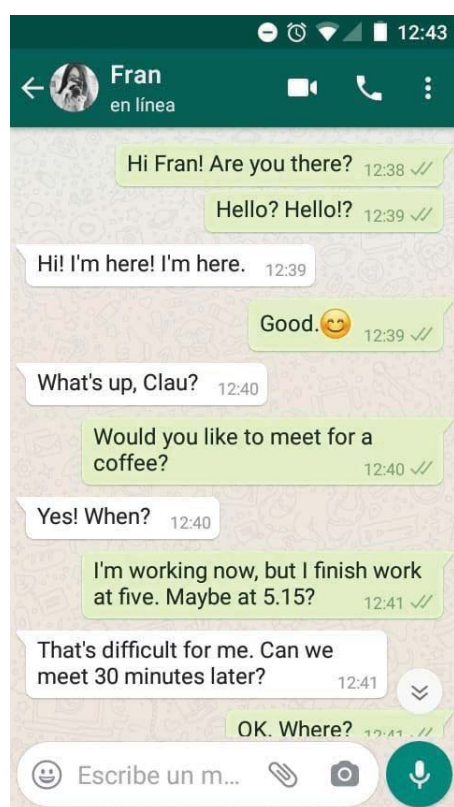 12:43
Fran
en línea
Hi Fran! Are you there? 12:38
Hello? Hello!? 12:39
Hi! I'm here! I'm here. 12:39
Good.😊 12:39
What's up, Clau? 12:40
Would you like to meet for a
coffee? 12:40
Yes! When? 12:40
I'm working now, but I finish work
at five. Maybe at 5.15? 12:41
That's difficult for me. Can we
meet 30 minutes later? 12:41
OK. Where? 12:41
Escribe un m...